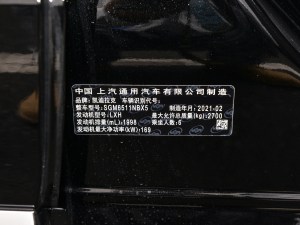 中国 上汽通用汽车有限公司制造
品牌:凯迪拉克 车辆识别代号:
整车型号:SGM6511NBX5 制造年月:2021-02
发动机型号:LXH 最大允许总质量(kg):2700
发动机排量(mL):1998 乘坐人数:6
发动机最大净功率(kW):169